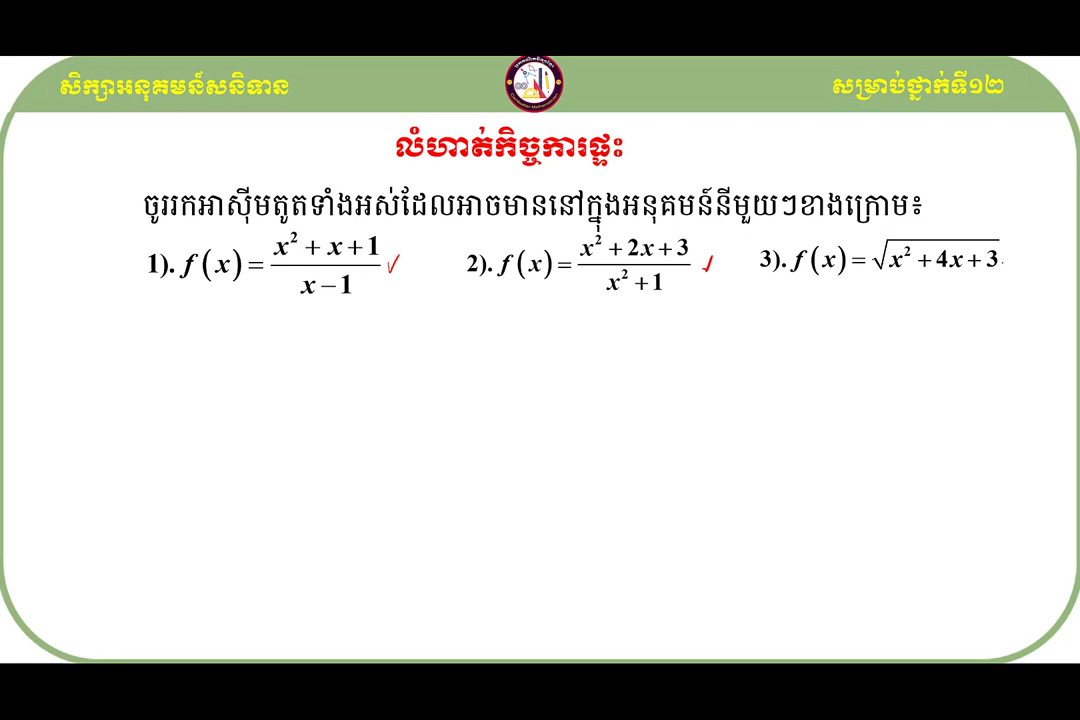 សិក្សាអនុគមន៍សនិទាន
សម្រាប់ថ្នាក់ទី១២
លំហាត់កិច្ចការផ្ទះ
ចូររកអាស៊ីមតូតទាំងអស់ដែលអាចមាននៅក្នុងអនុគមន៍នីមួយៗខាងក្រោម៖
1). f(x) = (x² + x + 1)/(x − 1) ✓ 2). f(x) = (x² + 2x + 3)/(x² + 1) ✓ 3). f(x) = √(x² + 4x + 3)